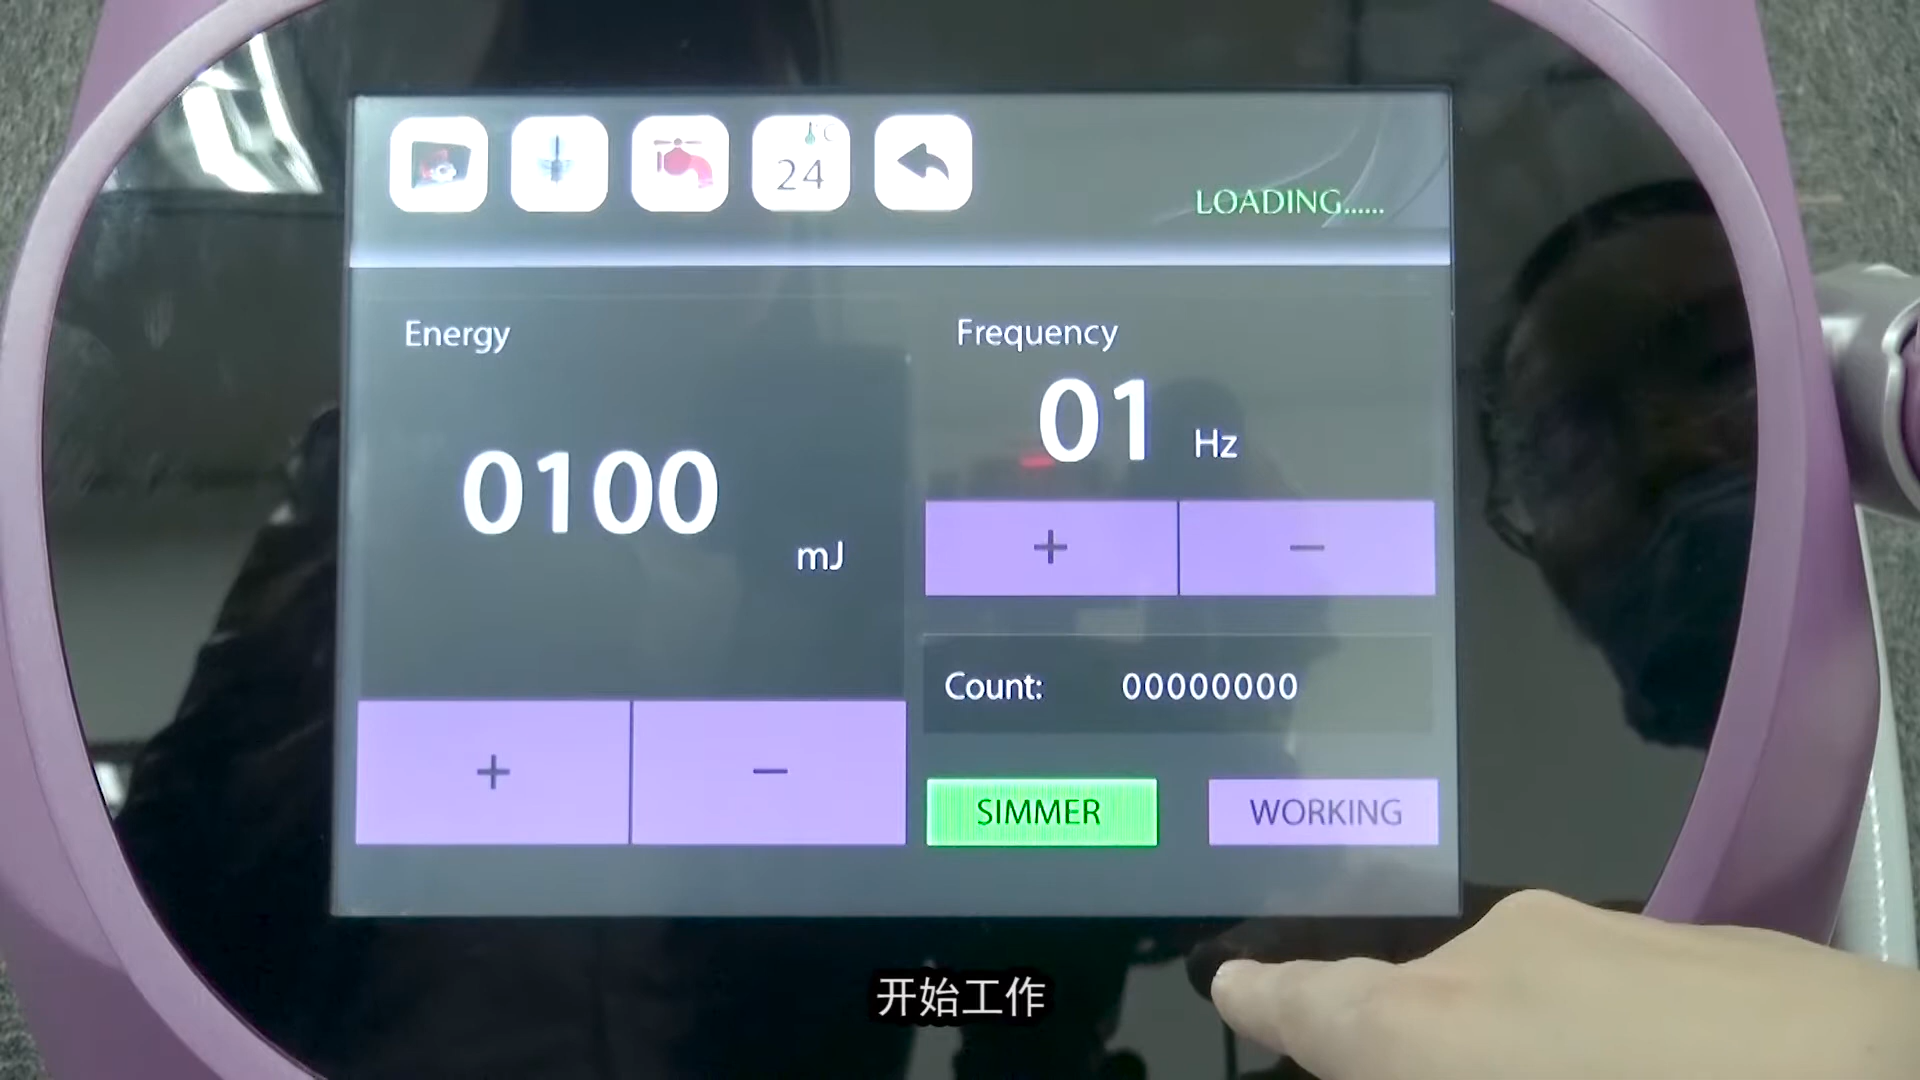 °C
24
LOADING......
Energy
0100
mJ
Frequency
01 Hz
+ −
Count: 00000000
+ −
SIMMER
WORKING
开始工作